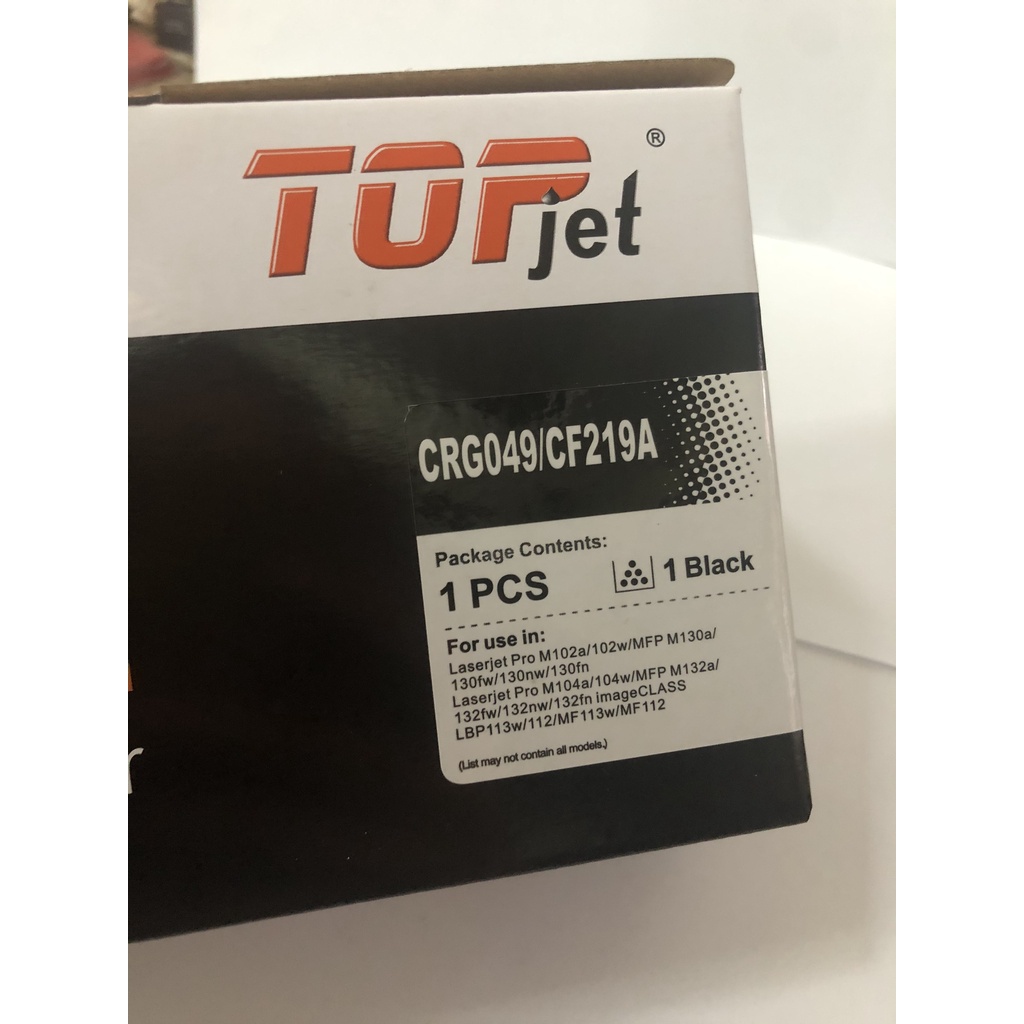 TOPjet®
CRG049/CF219A
Package Contents:
1 PCS 1 Black
For use in:
Laserjet Pro M102a/102w/MFP M130a/
130fw/130nw/130fn
Laserjet Pro M104a/104w/MFP M132a/
132fw/132nw/132fn imageCLASS
LBP113w/112/MF113w/MF112
(List may not contain all models.)
r